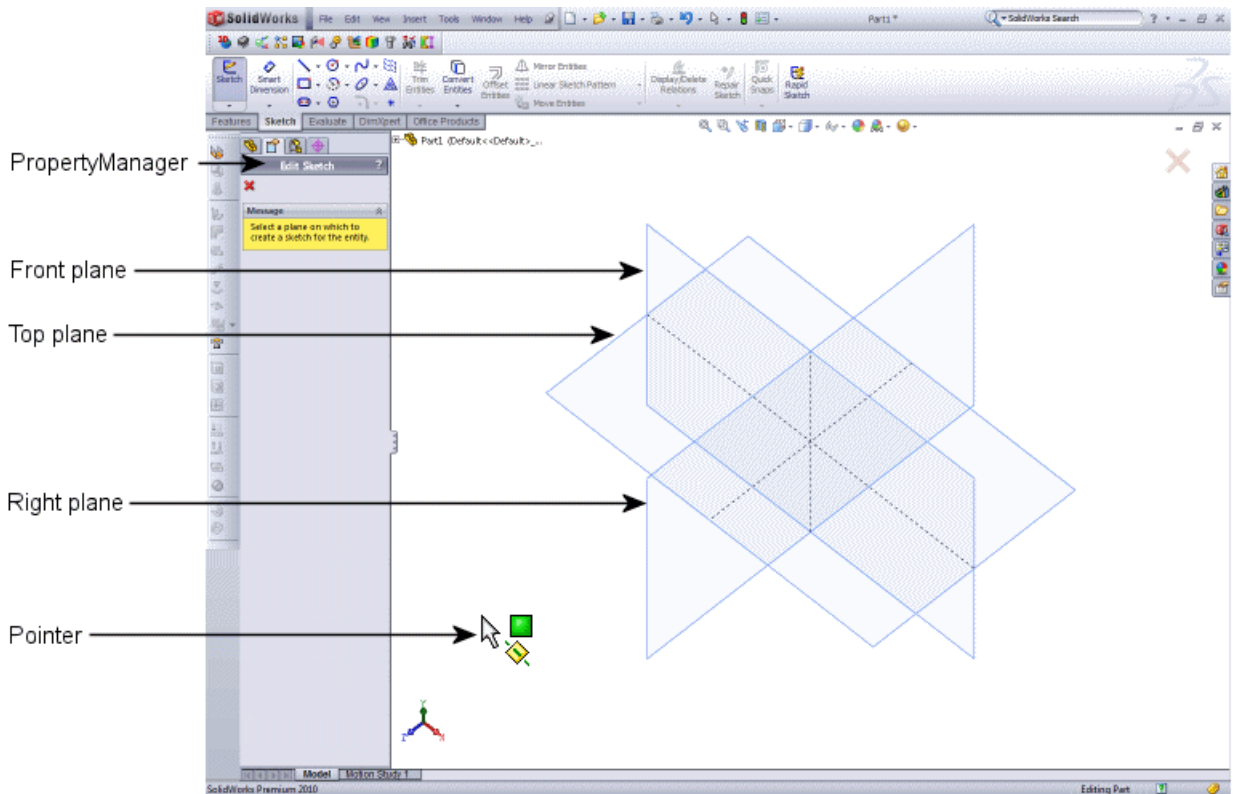 SolidWorks File Edit View Insert Tools Window Help Part1 * SolidWorks Search ?
Sketch Smart Dimension Trim Entities Convert Entities Offset Entities Mirror Entities Linear Sketch Pattern Move Entities Display/Delete Relations Repair Sketch Quick Snaps Rapid Sketch
Features Sketch Evaluate DimXpert Office Products
Part1 (Default<<Default>_...
PropertyManager
Edit Sketch ?
Message
Select a plane on which to
create a sketch for the entity.
Front plane
Top plane
Right plane
Pointer
Y
Z X
Model Motion Study 1
SolidWorks Premium 2010 Editing Part ?